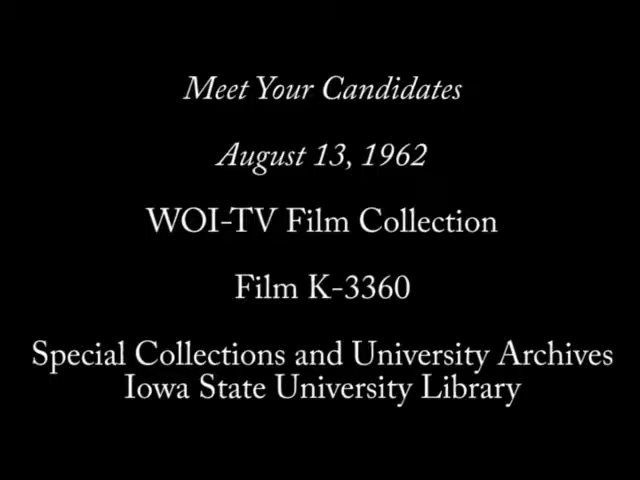 Meet Your Candidates
August 13, 1962
WOI-TV Film Collection
Film K-3360
Special Collections and University Archives
Iowa State University Library